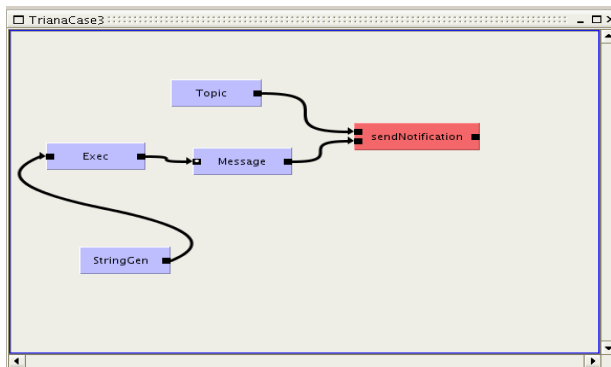 TrianaCase3
Topic
sendNotification
Exec
Message
StringGen